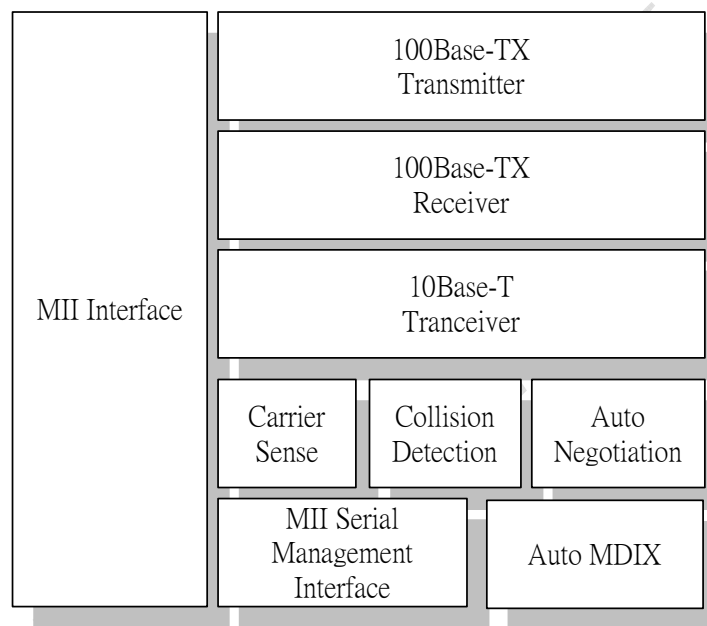 MII Interface
100Base-TX
Transmitter
100Base-TX
Receiver
10Base-T
Tranceiver
Carrier
Sense
Collision
Detection
Auto
Negotiation
MII Serial
Management
Interface
Auto MDIX